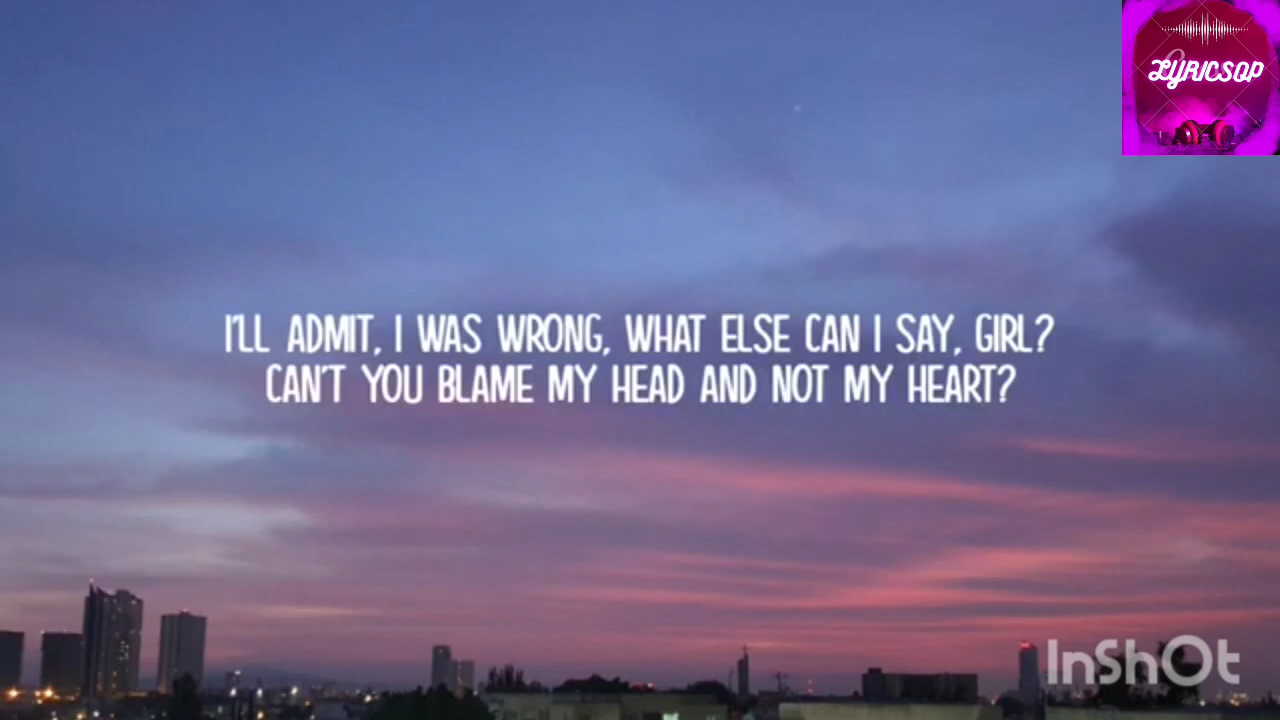 LYRICSOP
I'LL ADMIT, I WAS WRONG, WHAT ELSE CAN I SAY, GIRL?
CAN'T YOU BLAME MY HEAD AND NOT MY HEART?
InShOt